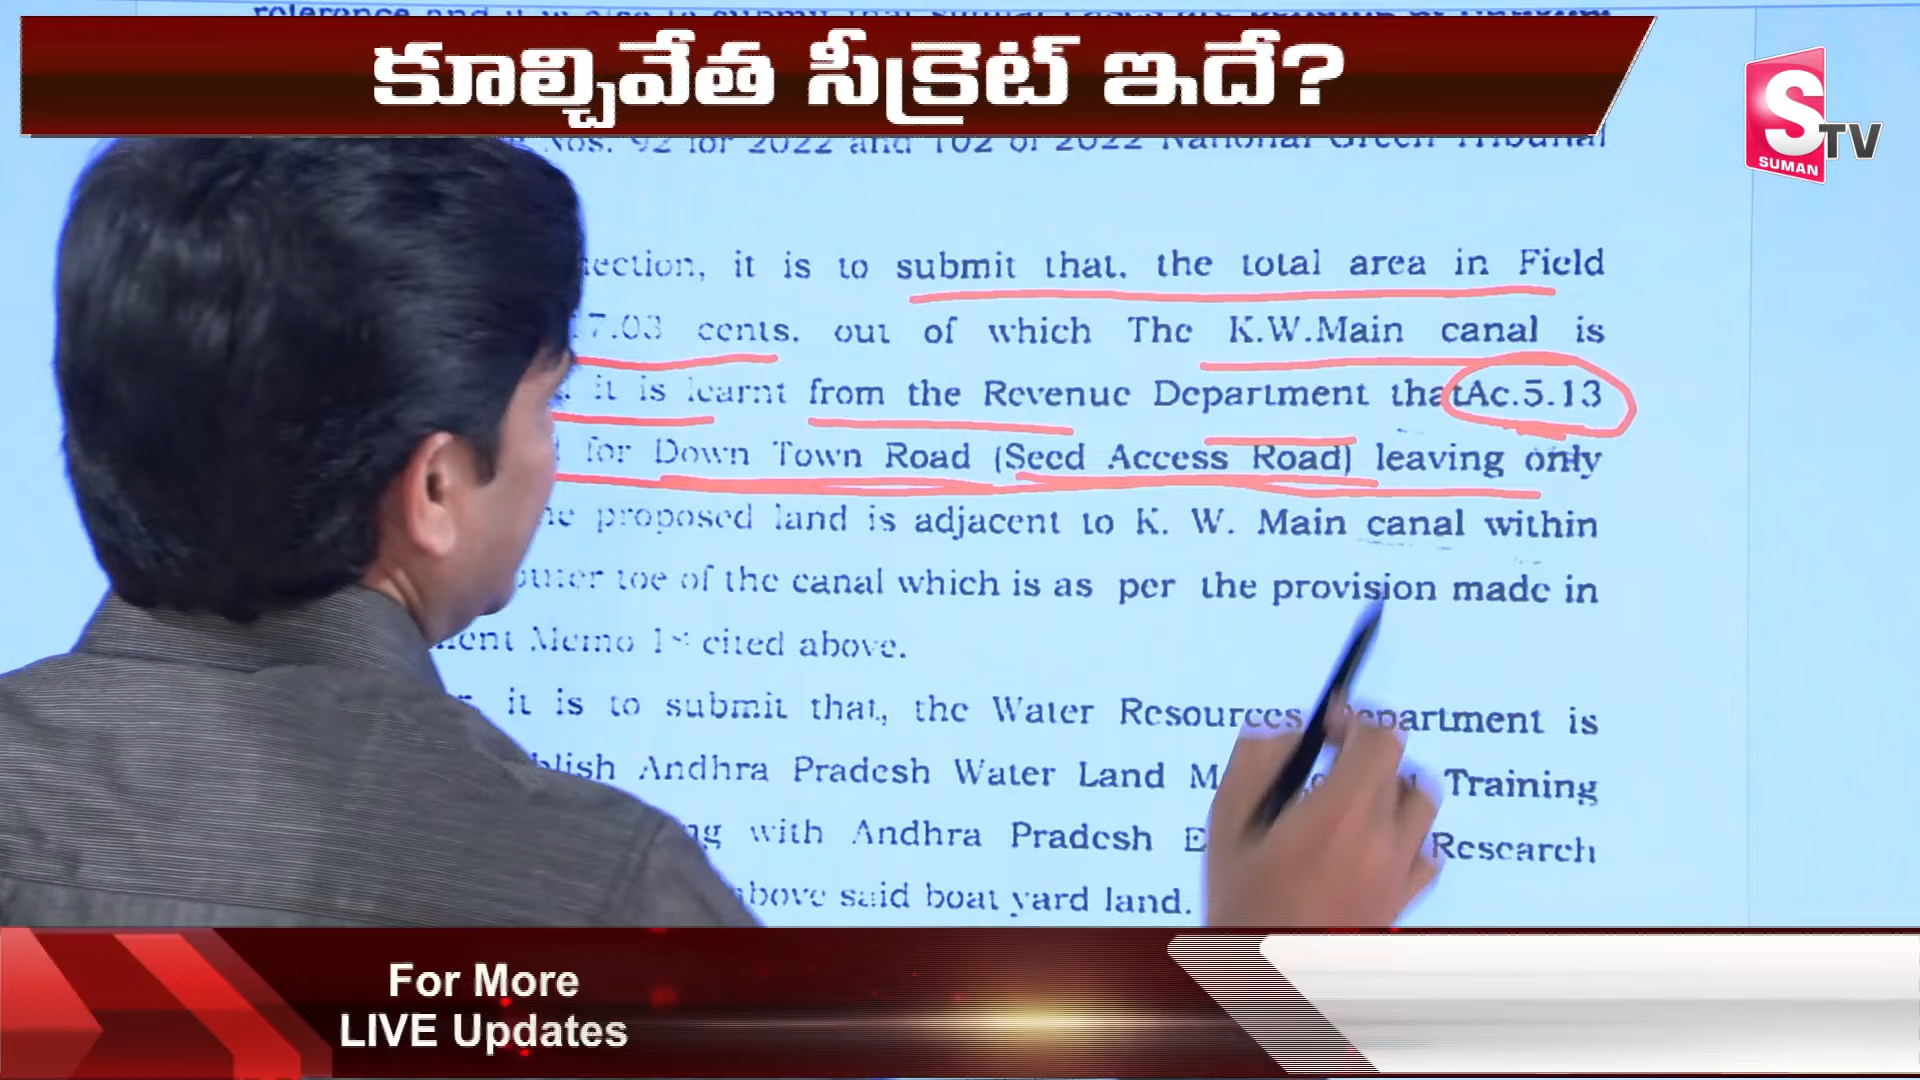 కూల్చివేత సీక్రెట్ ఇదే?
S TV
SUMAN
Nos. 92 for 2022 and 102 of 2022 National Green Tribunal
it is to submit that, the total area in Field
17.03 cents. out of which The K.W.Main canal is
it is learnt from the Revenue Department that Ac.5.13
for Down Town Road (Seed Access Road) leaving only
proposed land is adjacent to K. W. Main canal within
outer toe of the canal which is as per the provision made in
Memo 1st cited above.
it is to submit that, the Water Resources Department is
Andhra Pradesh Water Land Training
with Andhra Pradesh Research
above said boat yard land.
For More
LIVE Updates